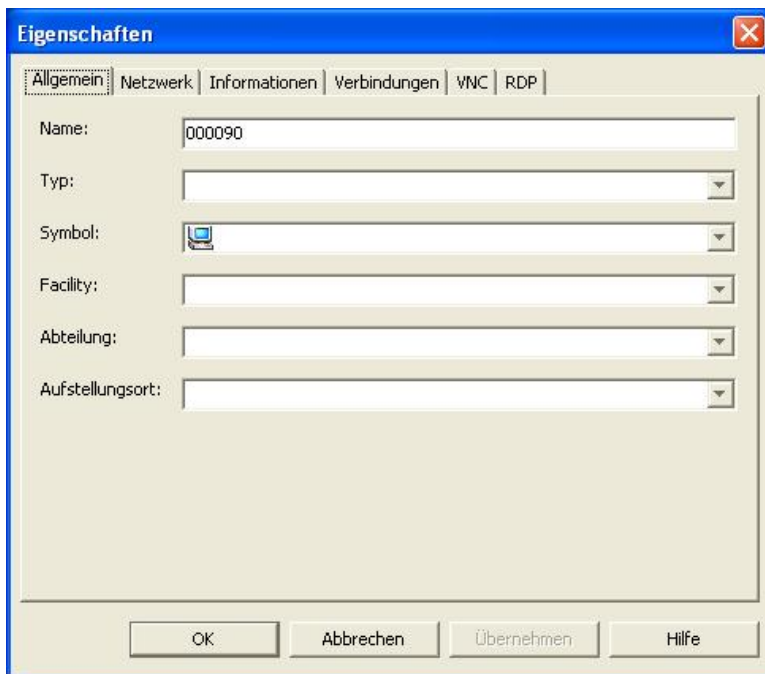 Eigenschaften
Allgemein Netzwerk Informationen Verbindungen VNC RDP
Name: 000090
Typ:
Symbol:
Facility:
Abteilung:
Aufstellungsort:
OK Abbrechen Übernehmen Hilfe